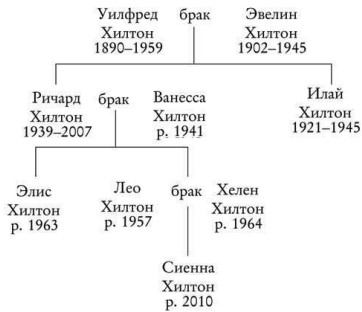 Уилфред брак Эвелин
Хилтон Хилтон
1890–1959 1902–1945
Ричард брак Ванесса Илай
Хилтон Хилтон Хилтон
1939–2007 р. 1941 1921–1945
Элис Лео брак Хелен
Хилтон Хилтон Хилтон
р. 1963 р. 1957 р. 1964
Сиенна
Хилтон
р. 2010